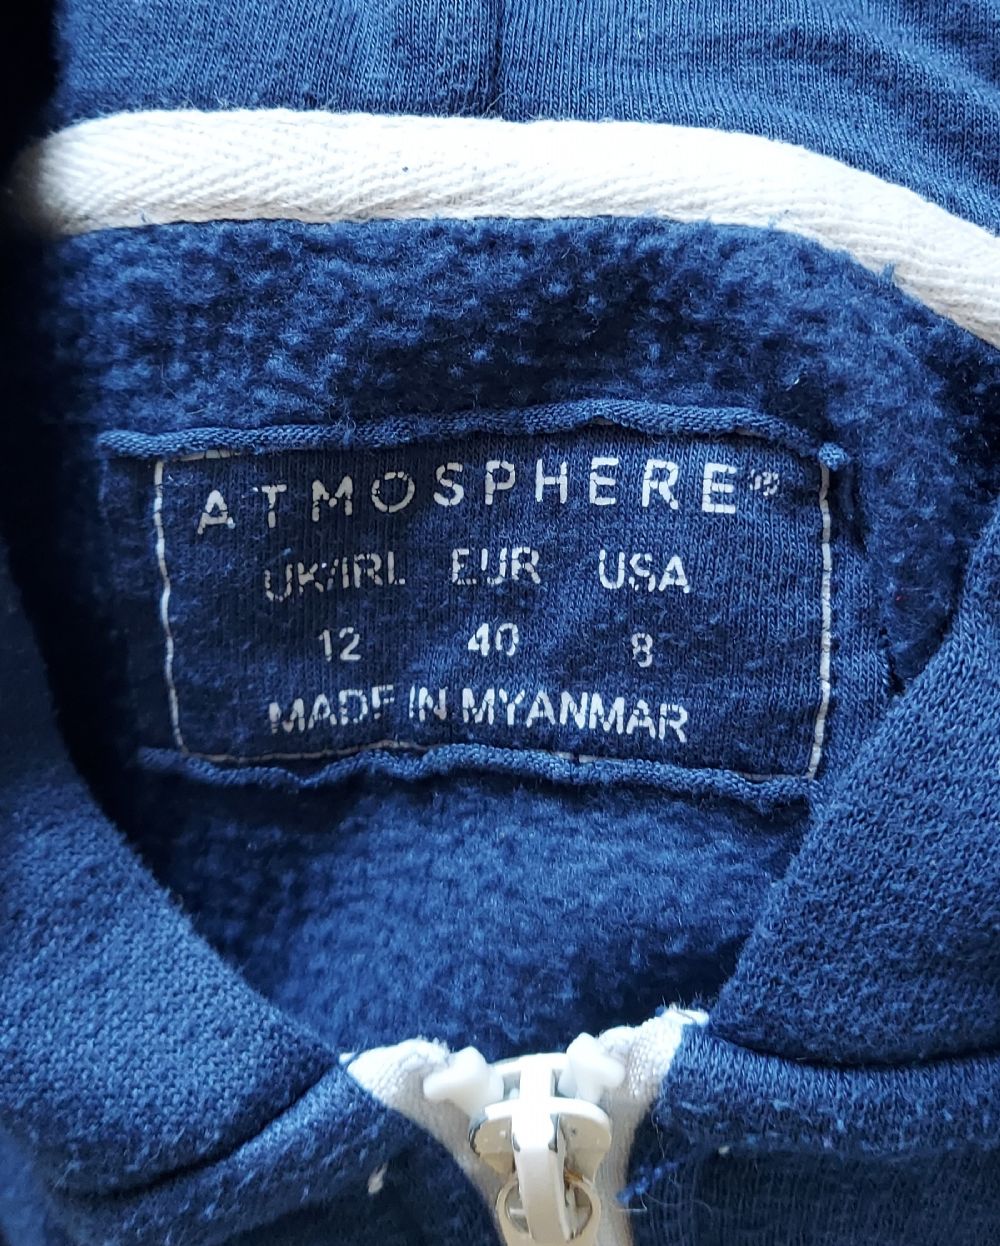 ATMOSPHERE®
UK/IRL EUR USA
12 40 8
MADE IN MYANMAR